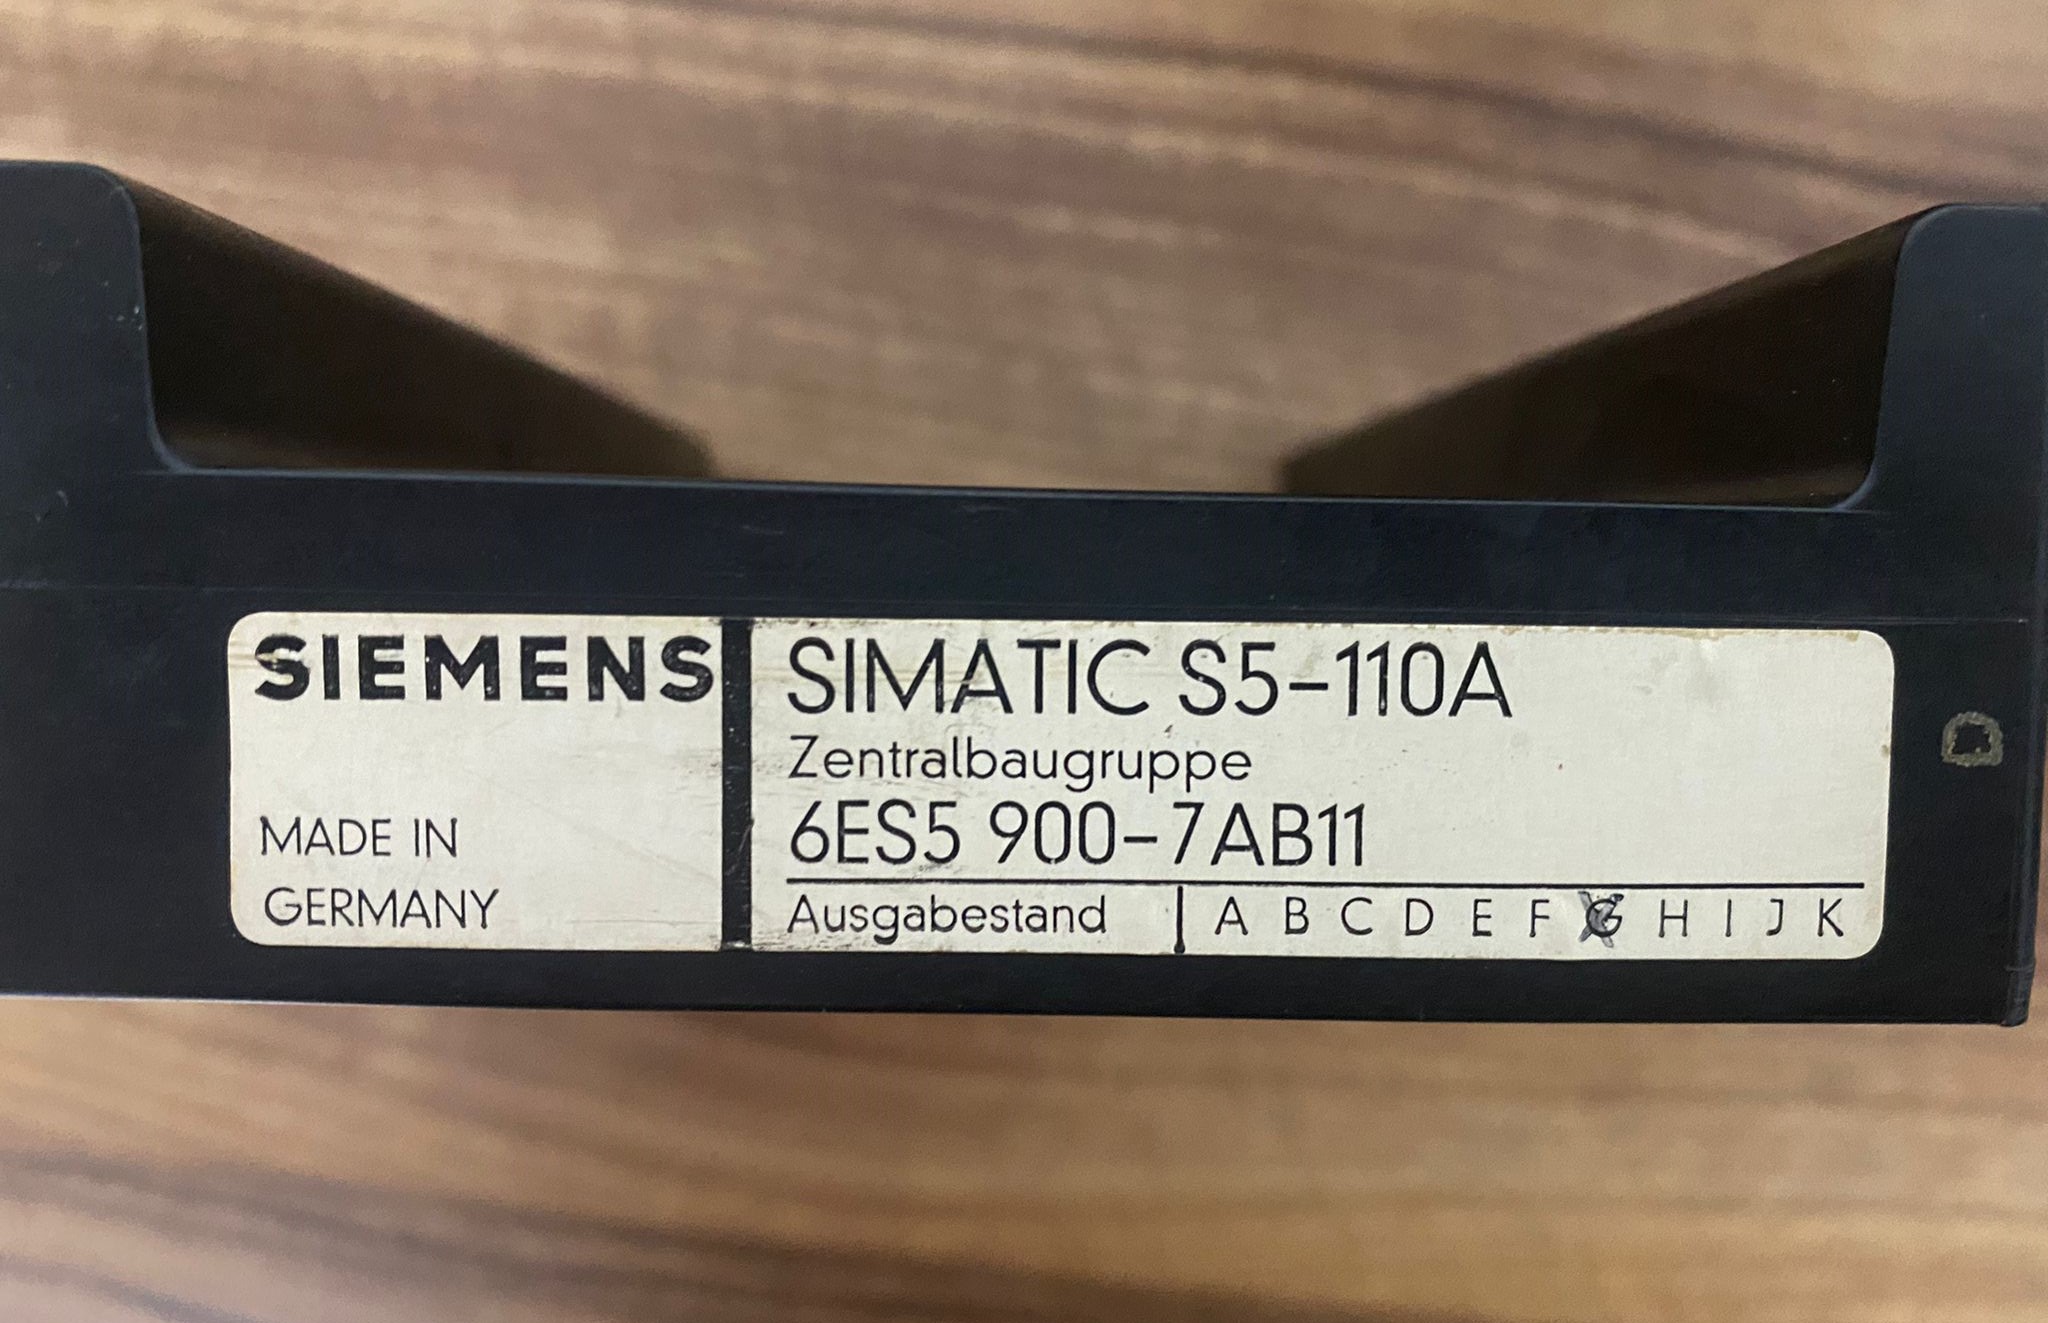 SIEMENS
MADE IN
GERMANY
SIMATIC S5-110A
Zentralbaugruppe
6ES5 900-7AB11
Ausgabestand | A B C D E F G H I J K
D